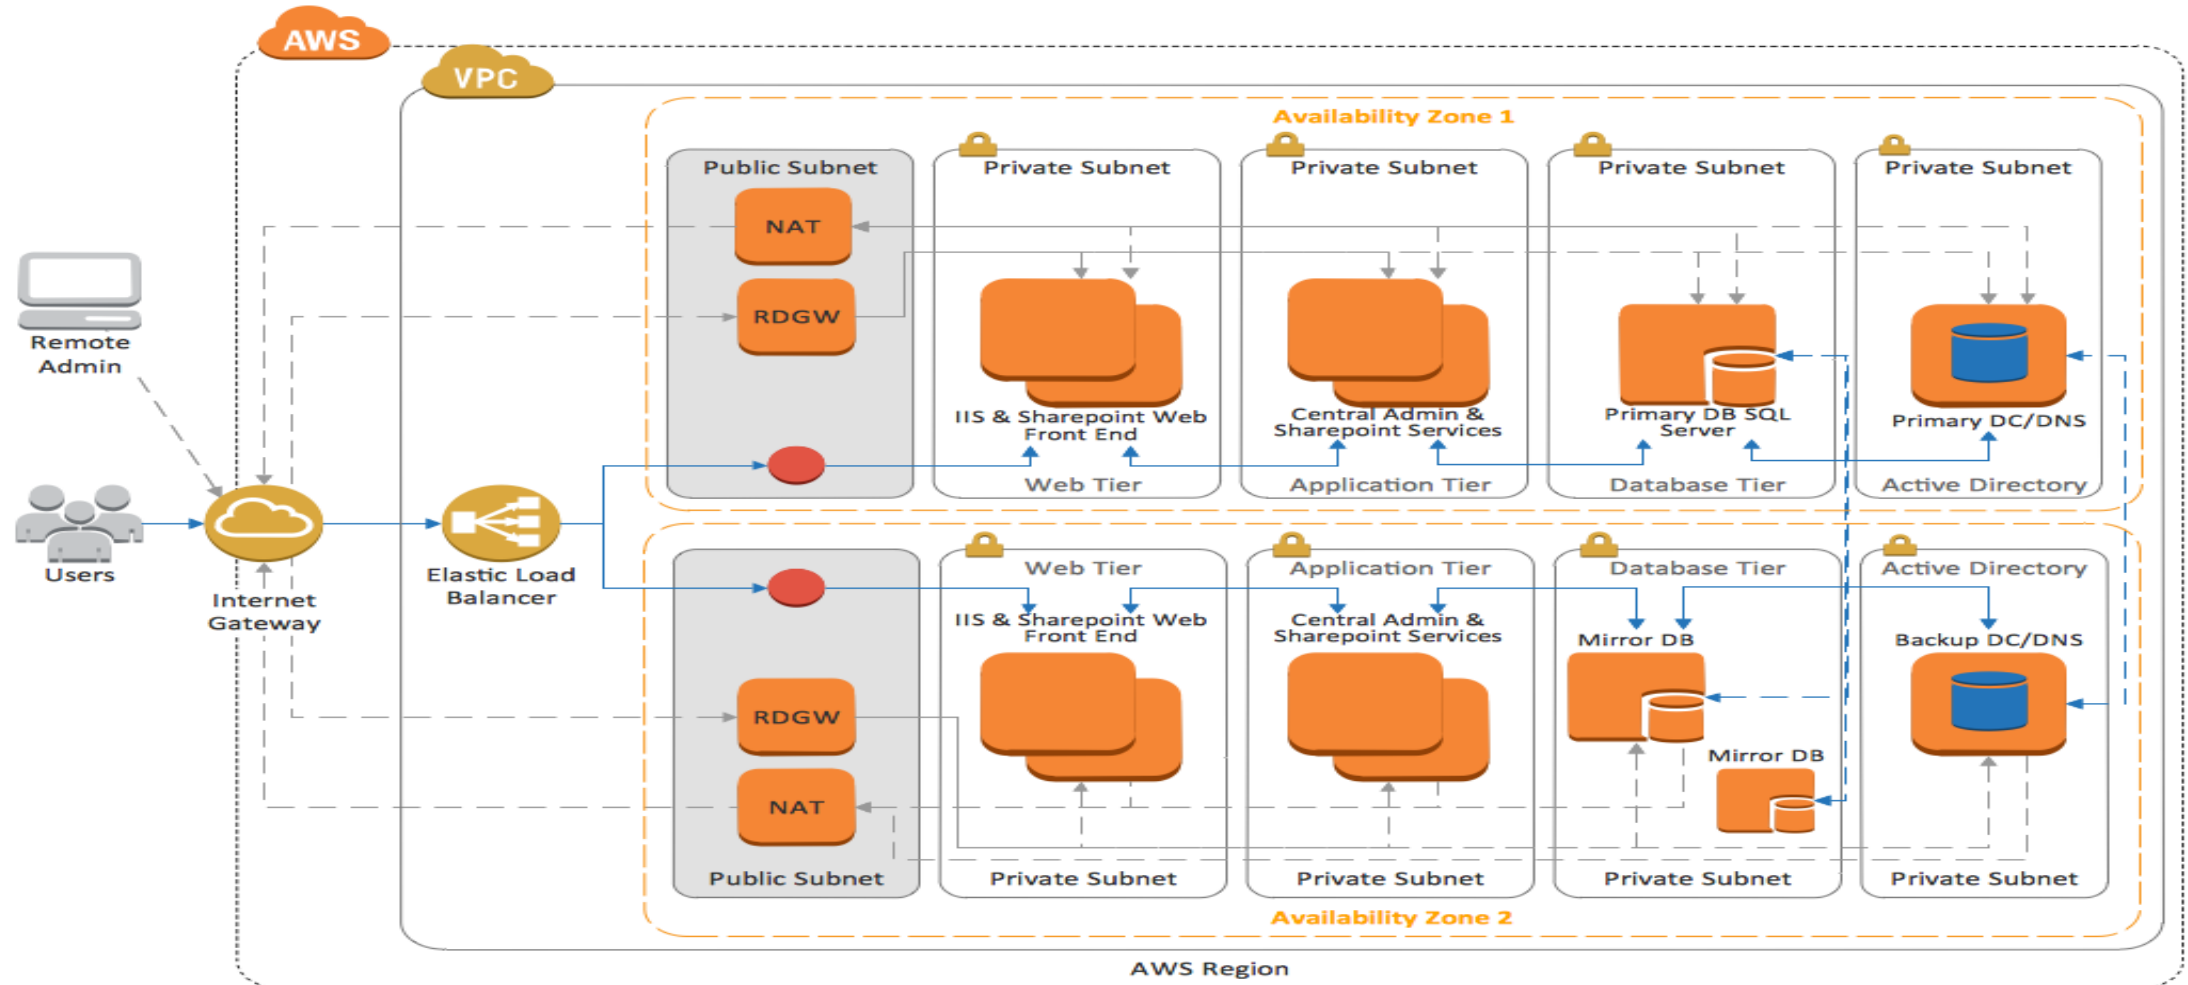 AWS
VPC
Availability Zone 1
Public Subnet
Private Subnet
Private Subnet
Private Subnet
Private Subnet
NAT
RDGW
Remote
Admin
IIS & Sharepoint Web
Front End
Central Admin &
Sharepoint Services
Primary DB SQL
Server
Primary DC/DNS
Web Tier
Application Tier
Database Tier
Active Directory
Users
Internet
Gateway
Elastic Load
Balancer
Web Tier
Application Tier
Database Tier
Active Directory
IIS & Sharepoint Web
Front End
Central Admin &
Sharepoint Services
Mirror DB
Backup DC/DNS
RDGW
Mirror DB
NAT
Public Subnet
Private Subnet
Private Subnet
Private Subnet
Private Subnet
Availability Zone 2
AWS Region